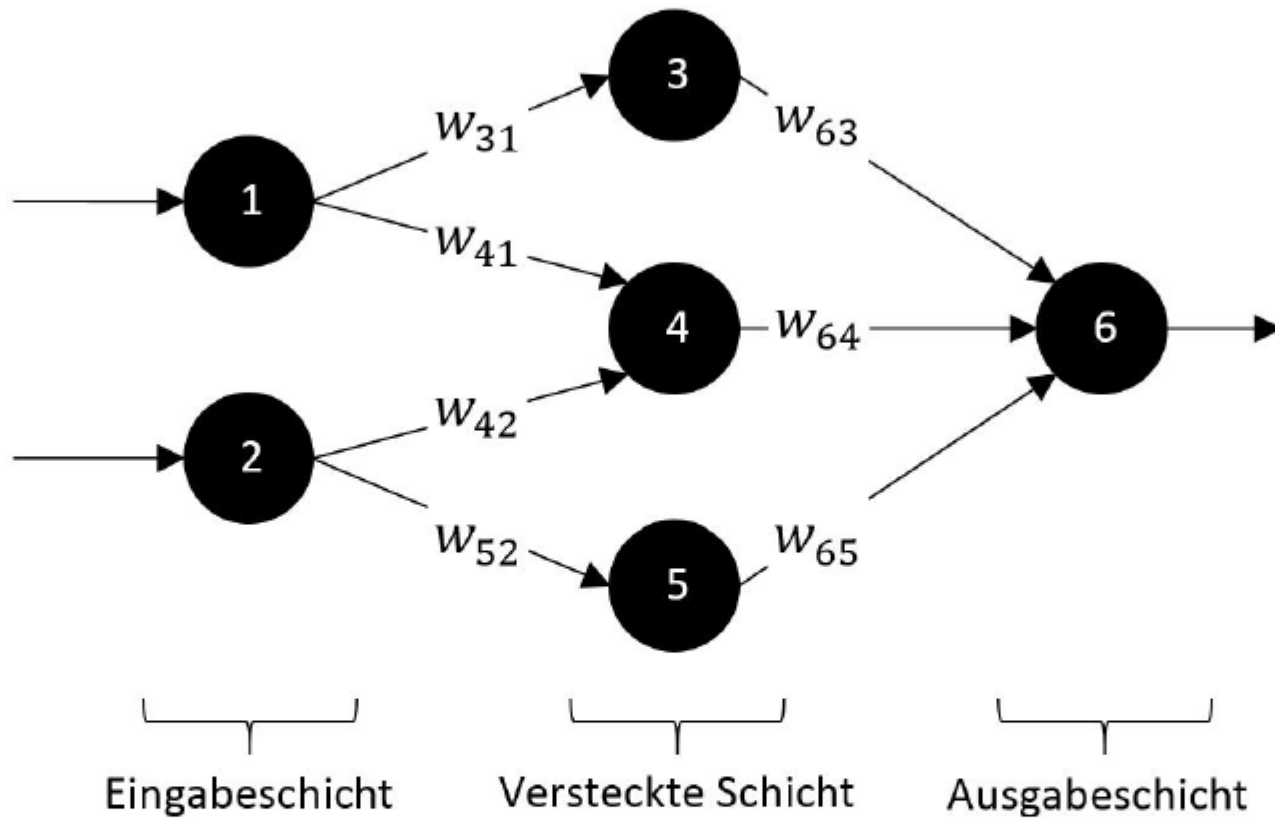 3
w₃₁
w₆₃
1
w₄₁
4
w₆₄
6
w₄₂
2
w₅₂
w₆₅
5
Eingabeschicht
Versteckte Schicht
Ausgabeschicht